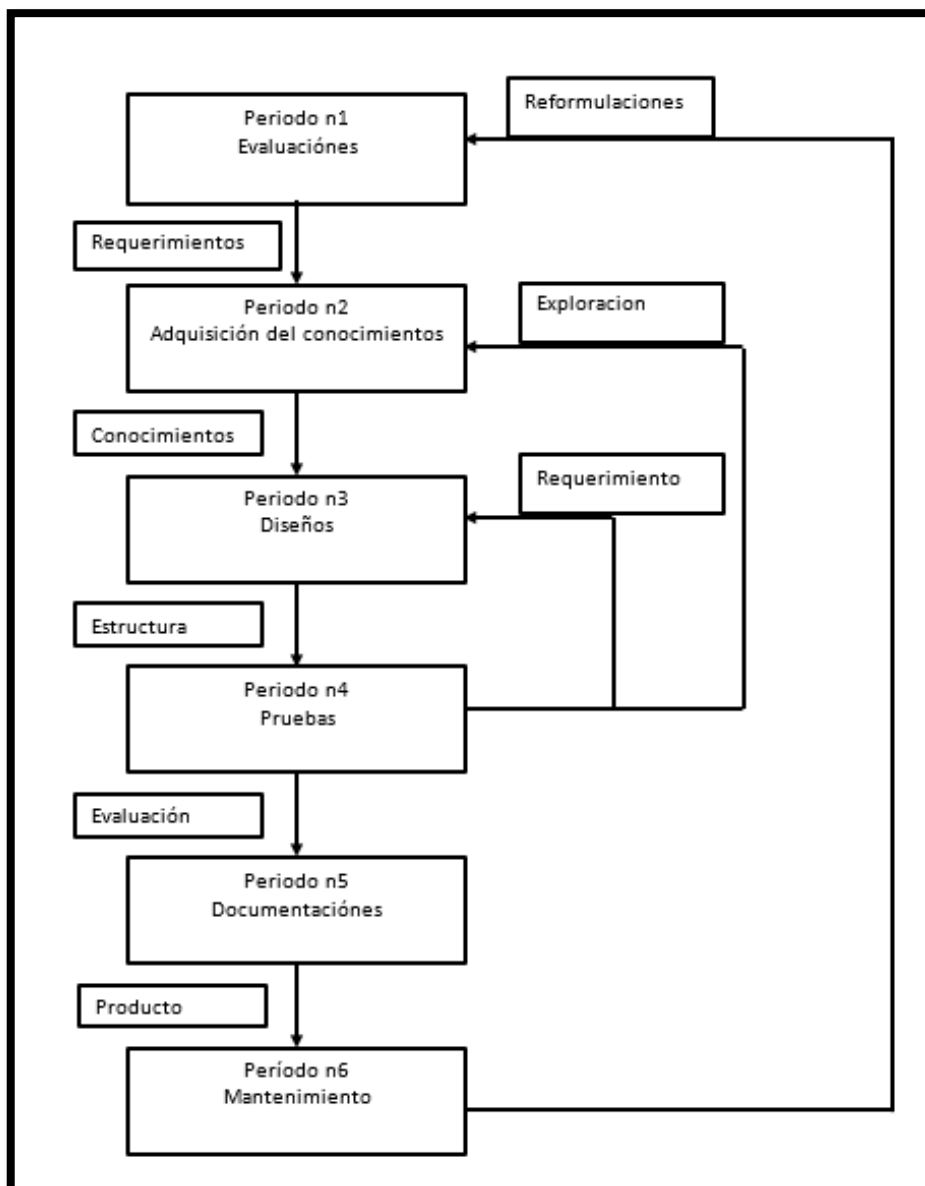 Reformulaciones
Periodo n1
Evaluaciónes
Requerimientos
Periodo n2
Adquisición del conocimientos
Exploracion
Conocimientos
Requerimiento
Periodo n3
Diseños
Estructura
Periodo n4
Pruebas
Evaluación
Periodo n5
Documentaciónes
Producto
Período n6
Mantenimiento